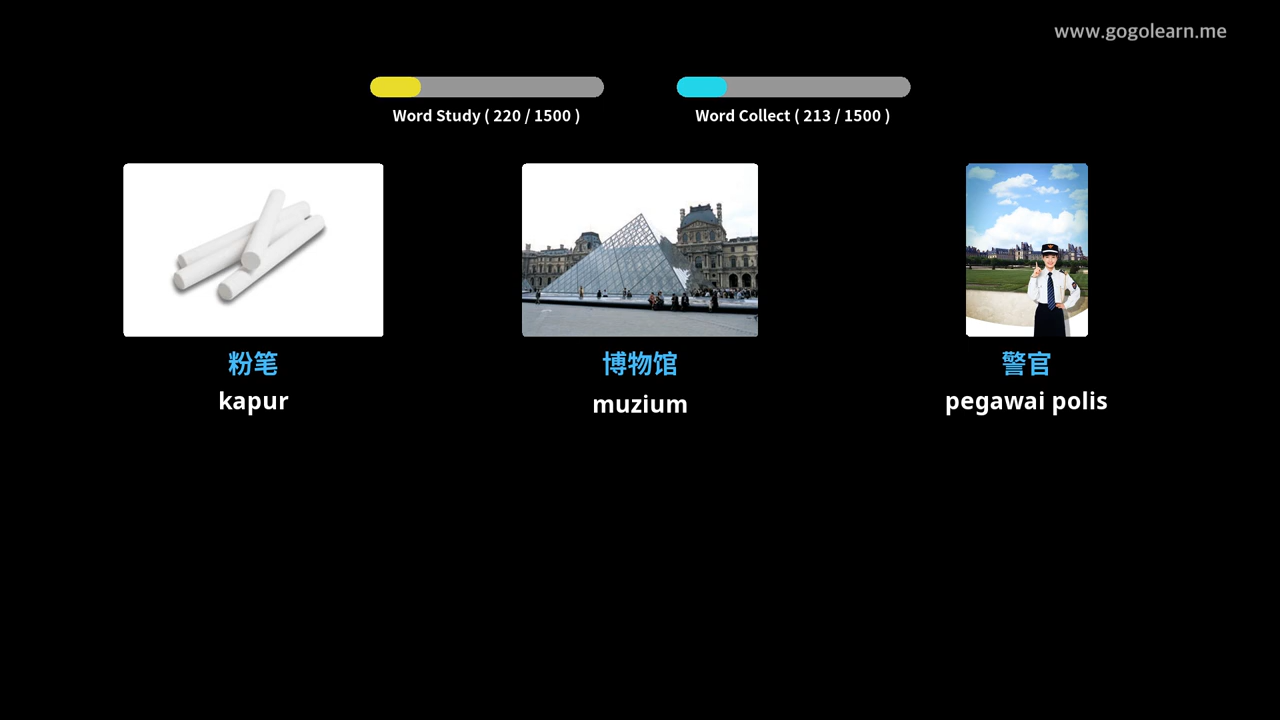 www.gogolearn.me
Word Study ( 220 / 1500 )
Word Collect ( 213 / 1500 )
粉笔
kapur
博物馆
muzium
警官
pegawai polis